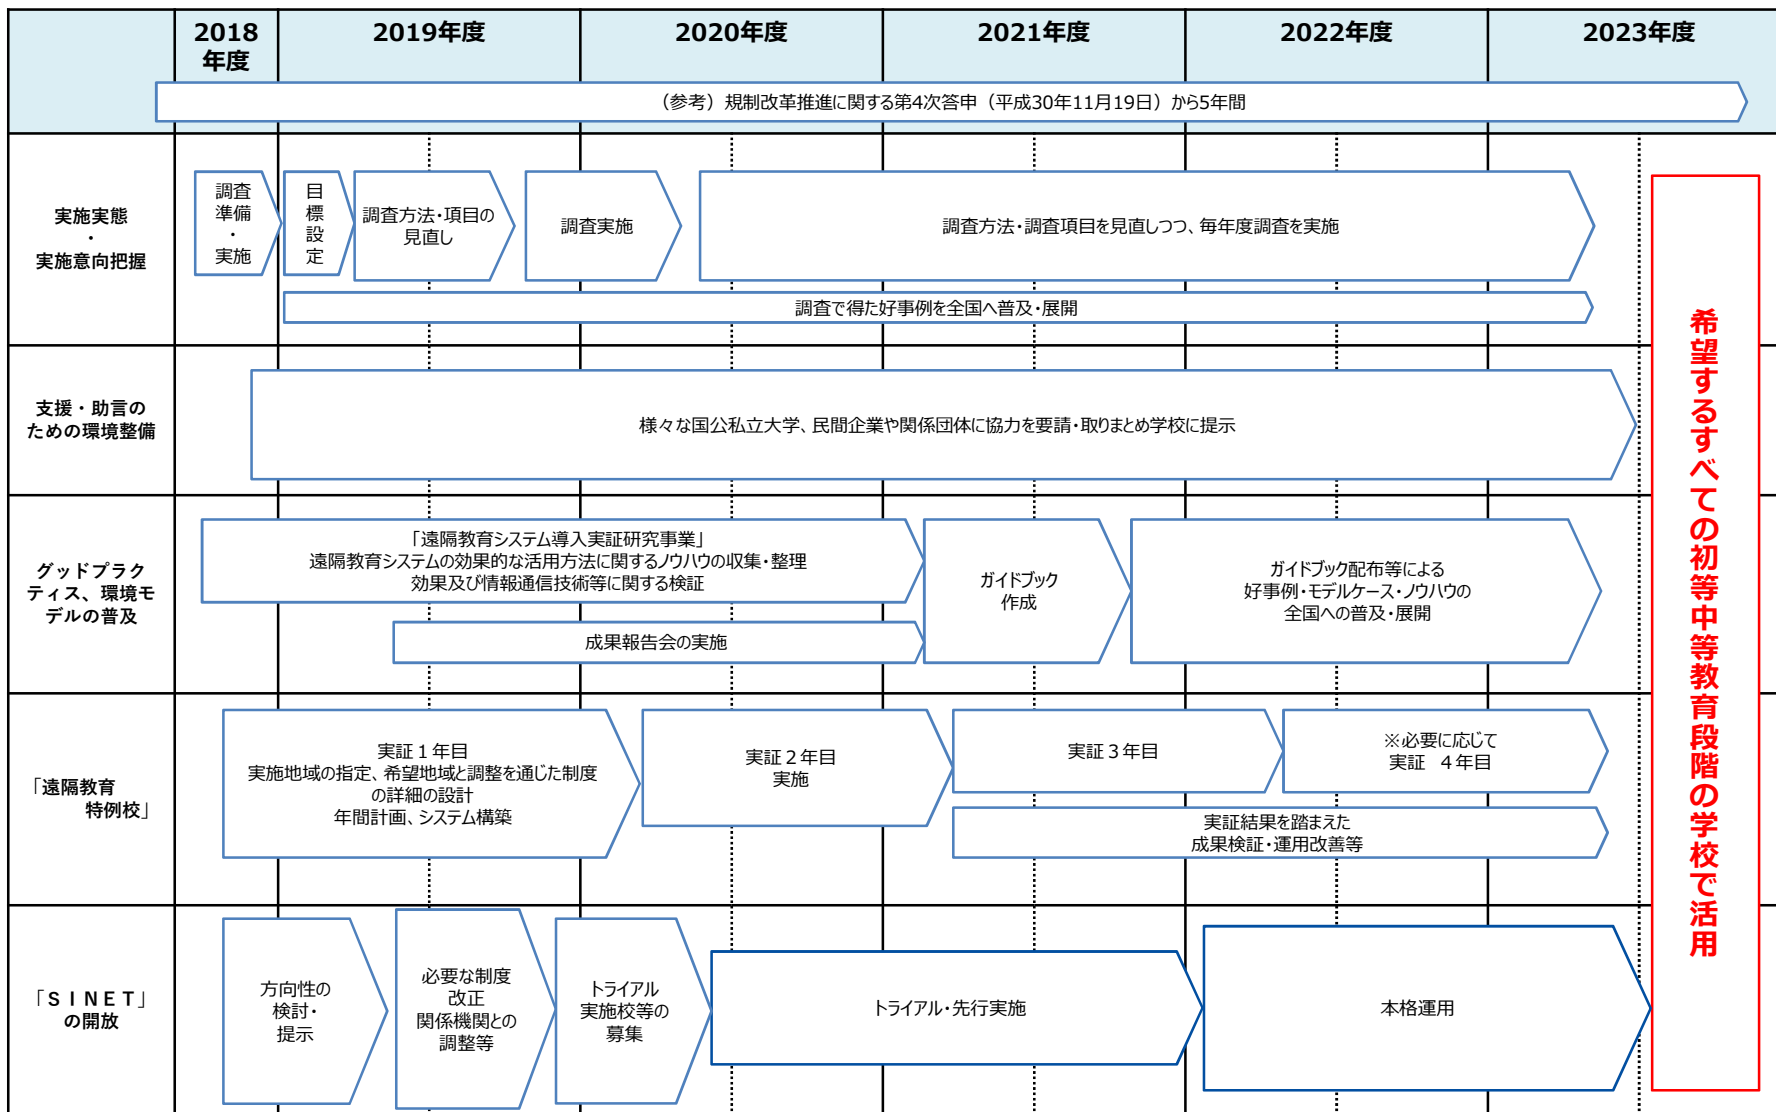 2018
年度
2019年度
2020年度
2021年度
2022年度
2023年度
（参考）規制改革推進に関する第4次答申（平成30年11月19日）から5年間
実施実態
・
実施意向把握
調査
準備
・
実施
目
標
設
定
調査方法・項目の
見直し
調査実施
調査方法・調査項目を見直しつつ、毎年度調査を実施
調査で得た好事例を全国へ普及・展開
支援・助言の
ための環境整備
様々な国公私立大学、民間企業や関係団体に協力を要請・取りまとめ学校に提示
グッドプラク
ティス、環境モ
デルの普及
「遠隔教育システム導入実証研究事業」
遠隔教育システムの効果的な活用方法に関するノウハウの収集・整理
効果及び情報通信技術等に関する検証
成果報告会の実施
ガイドブック
作成
ガイドブック配布等による
好事例・モデルケース・ノウハウの
全国への普及・展開
「遠隔教育
特例校」
実証１年目
実施地域の指定、希望地域と調整を通じた制度
の詳細の設計
年間計画、システム構築
実証２年目
実施
実証３年目
※必要に応じて
実証　４年目
実証結果を踏まえた
成果検証・運用改善等
「ＳＩＮＥＴ」
の開放
方向性の
検討・
提示
必要な制度
改正
関係機関との
調整等
トライアル
実施校等の
募集
トライアル・先行実施
本格運用
希望するすべての初等中等教育段階の学校で活用